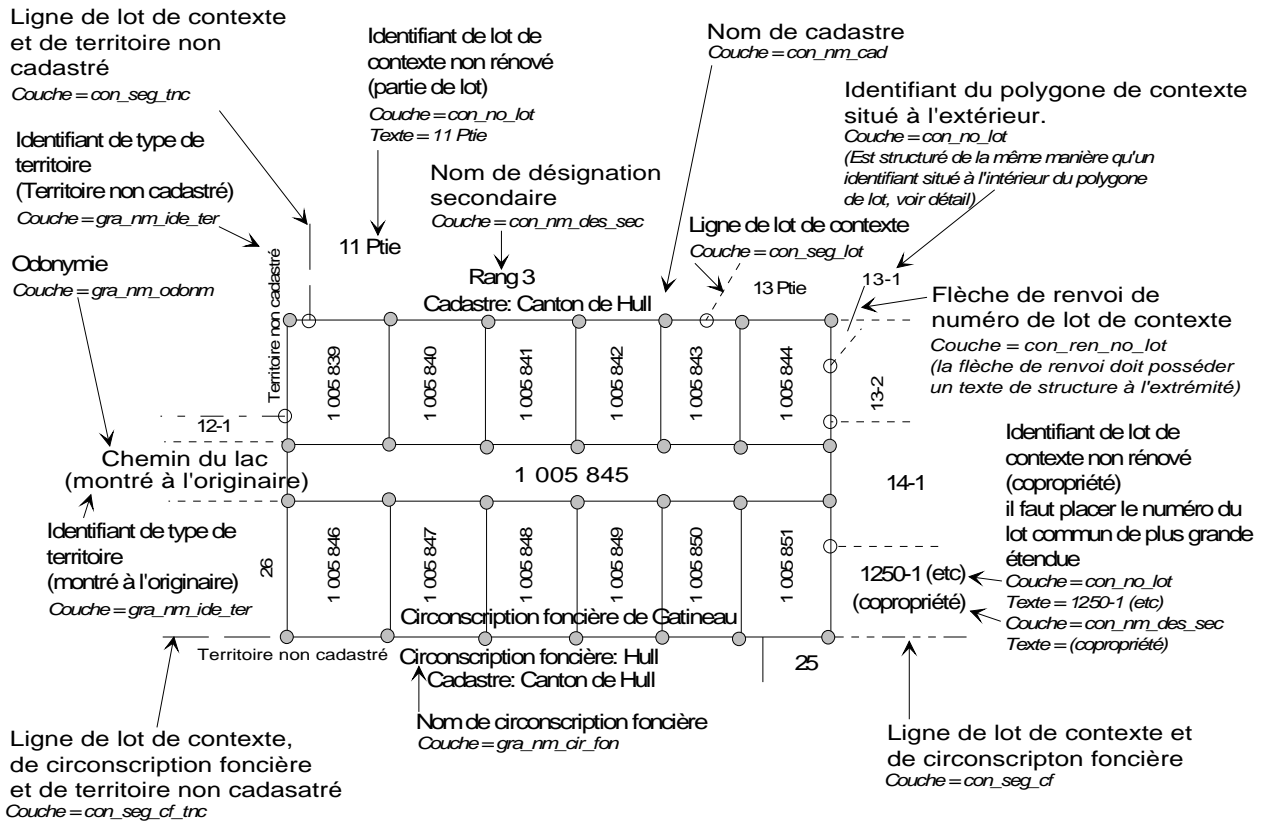 Ligne de lot de contexte
et de territoire non
cadastré
Couche = con_seg_tnc
Identifiant de lot de
contexte non rénové
(partie de lot)
Couche = con_no_lot
Texte = 11 Ptie
Nom de cadastre
Couche = con_nm_cad
Identifiant du polygone de contexte
situé à l'extérieur.
Couche = con_no_lot
(Est structuré de la même manière qu'un
identifiant situé à l'intérieur du polygone
de lot, voir détail)
Identifiant de type de
territoire
(Territoire non cadastré)
Couche = gra_nm_ide_ter
Nom de désignation
secondaire
Couche = con_nm_des_sec
Ligne de lot de contexte
Couche = con_seg_lot
Odonymie
Couche = gra_nm_odonm
11 Ptie
Rang 3
Cadastre: Canton de Hull
13 Ptie
13-1
Flèche de renvoi de
numéro de lot de contexte
Couche = con_ren_no_lot
(la flèche de renvoi doit posséder
un texte de structure à l'extrémité)
Territoire non cadastré
1 005 839
1 005 840
1 005 841
1 005 842
1 005 843
1 005 844
13-2
12-1
Chemin du lac
(montré à l'originaire)
1 005 845
14-1
Identifiant de lot de
contexte non rénové
(copropriété)
il faut placer le numéro du
lot commun de plus grande
étendue
Couche = con_no_lot
Texte = 1250-1 (etc)
Couche = con_nm_des_sec
Texte = (copropriété)
Identifiant de type de
territoire
(montré à l'originaire)
Couche = gra_nm_ide_ter
26
1 005 846
1 005 847
1 005 848
1 005 849
1 005 850
1 005 851
1250-1 (etc)
(copropriété)
Circonscription foncière de Gatineau
Territoire non cadastré
Circonscription foncière: Hull
Cadastre: Canton de Hull
25
Nom de circonscription foncière
Couche = gra_nm_cir_fon
Ligne de lot de contexte,
de circonscription foncière
et de territoire non cadasatré
Couche = con_seg_cf_tnc
Ligne de lot de contexte et
de circonscripton foncière
Couche = con_seg_cf